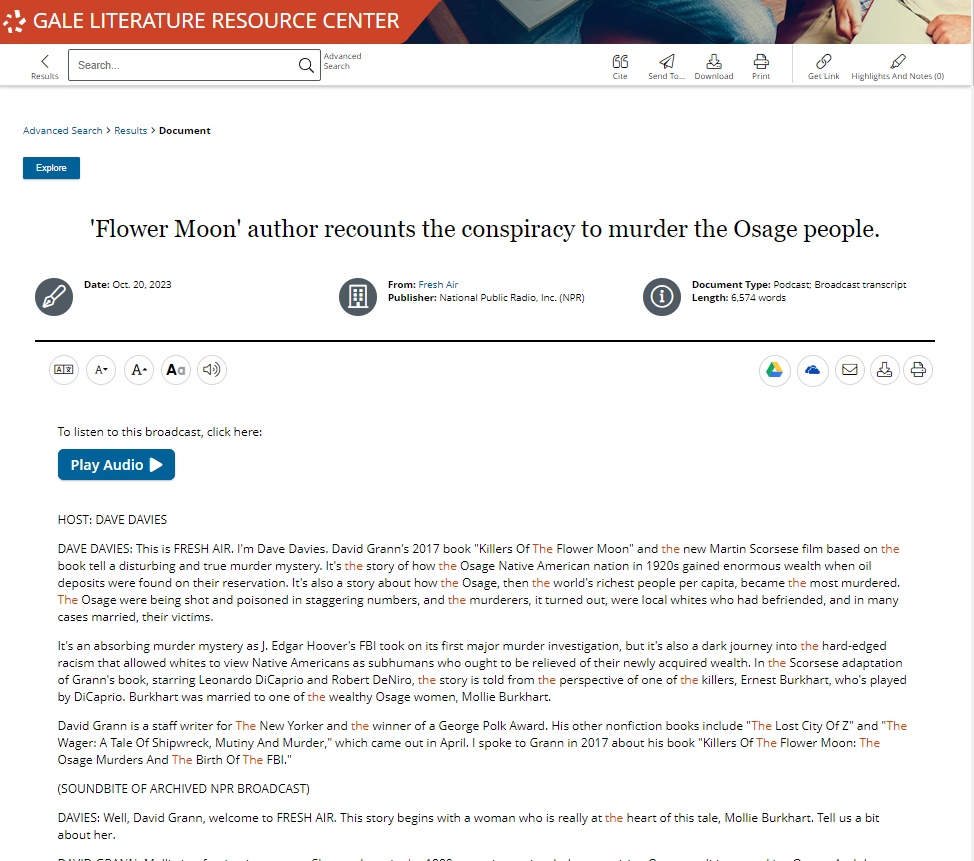 GALE LITERATURE RESOURCE CENTER
Results
Search...
Advanced
Search
Cite
Send To...
Download
Print
Get Link
Highlights And Notes (0)
Advanced Search > Results > Document
Explore
'Flower Moon' author recounts the conspiracy to murder the Osage people.
Date: Oct. 20, 2023
From: Fresh Air
Publisher: National Public Radio, Inc. (NPR)
Document Type: Podcast; Broadcast transcript
Length: 6,574 words
A
A
Aa
To listen to this broadcast, click here:
Play Audio
HOST: DAVE DAVIES
DAVE DAVIES: This is FRESH AIR. I'm Dave Davies. David Grann's 2017 book "Killers Of The Flower Moon" and the new Martin Scorsese film based on the
book tell a disturbing and true murder mystery. It's the story of how the Osage Native American nation in 1920s gained enormous wealth when oil
deposits were found on their reservation. It's also a story about how the Osage, then the world's richest people per capita, became the most murdered.
The Osage were being shot and poisoned in staggering numbers, and the murderers, it turned out, were local whites who had befriended, and in many
cases married, their victims.
It's an absorbing murder mystery as J. Edgar Hoover's FBI took on its first major murder investigation, but it's also a dark journey into the hard-edged
racism that allowed whites to view Native Americans as subhumans who ought to be relieved of their newly acquired wealth. In the Scorsese adaptation
of Grann's book, starring Leonardo DiCaprio and Robert DeNiro, the story is told from the perspective of one of the killers, Ernest Burkhart, who's played
by DiCaprio. Burkhart was married to one of the wealthy Osage women, Mollie Burkhart.
David Grann is a staff writer for The New Yorker and the winner of a George Polk Award. His other nonfiction books include "The Lost City Of Z" and "The
Wager: A Tale Of Shipwreck, Mutiny And Murder," which came out in April. I spoke to Grann in 2017 about his book "Killers Of The Flower Moon: The
Osage Murders And The Birth Of The FBI."
(SOUNDBITE OF ARCHIVED NPR BROADCAST)
DAVIES: Well, David Grann, welcome to FRESH AIR. This story begins with a woman who is really at the heart of this tale, Mollie Burkhart. Tell us a bit
about her.